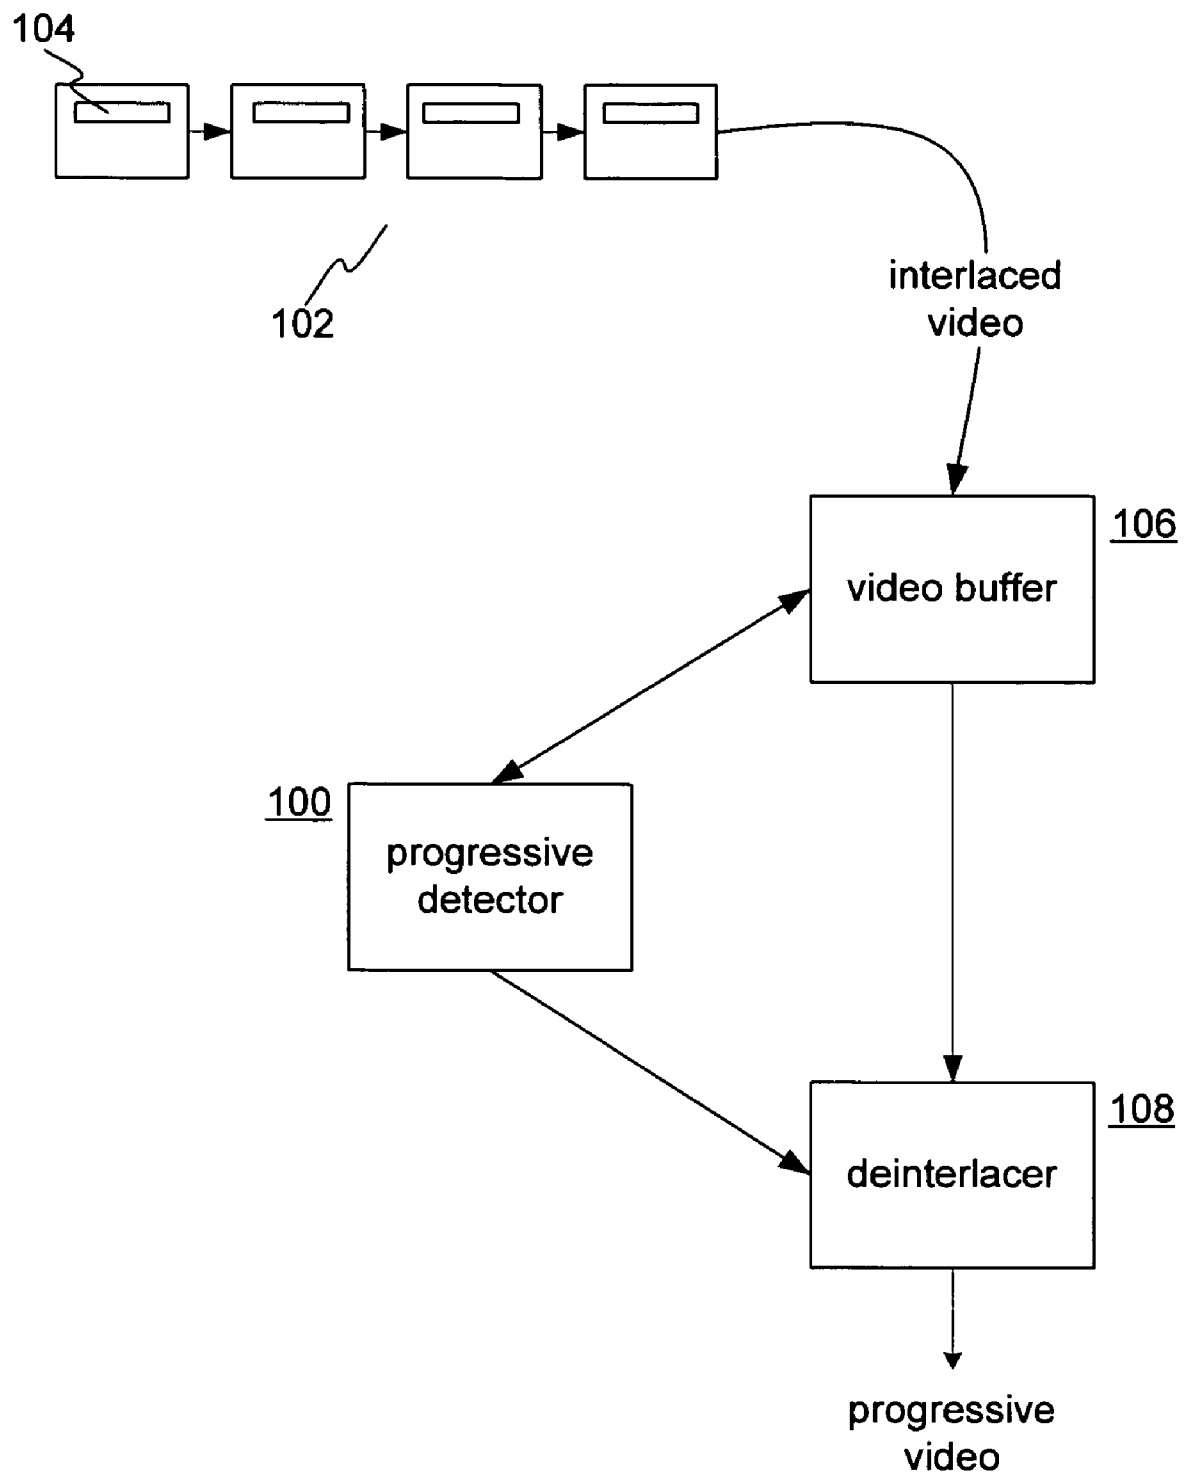 104
102
interlaced
video
106
video buffer
100
progressive
detector
108
deinterlacer
progressive
video